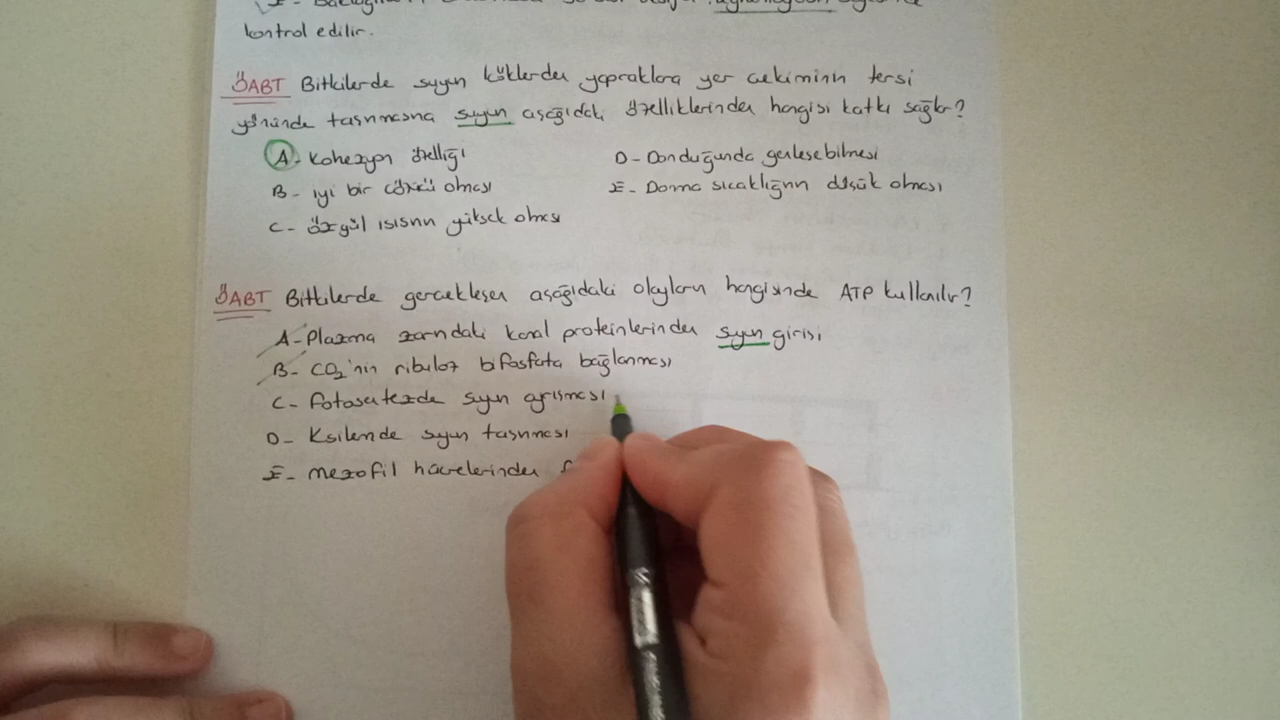 kontrol edilir.
ÖABT Bitkilerde suyun köklerden yapraklara yer çekiminin tersi
yönünde taşınmasına suyun aşağıdaki özelliklerinden hangisi katkı sağlar?
A- Kohezyon özelliği
B- iyi bir çözücü olması
C- özgül ısısının yüksek olması
D- Donduğunda genleşebilmesi
E- Donma sıcaklığının düşük olması
ÖABT Bitkilerde gerçekleşen aşağıdaki olayların hangisinde ATP kullanılır?
A- Plazma zarındaki kanal proteinlerinden suyun girişi
B- CO2'nin ribuloz bifosfata bağlanması
C- Fotosentezde suyun ayrışması
D- Ksilemde suyun taşınması
E- mezofil hücrelerinden